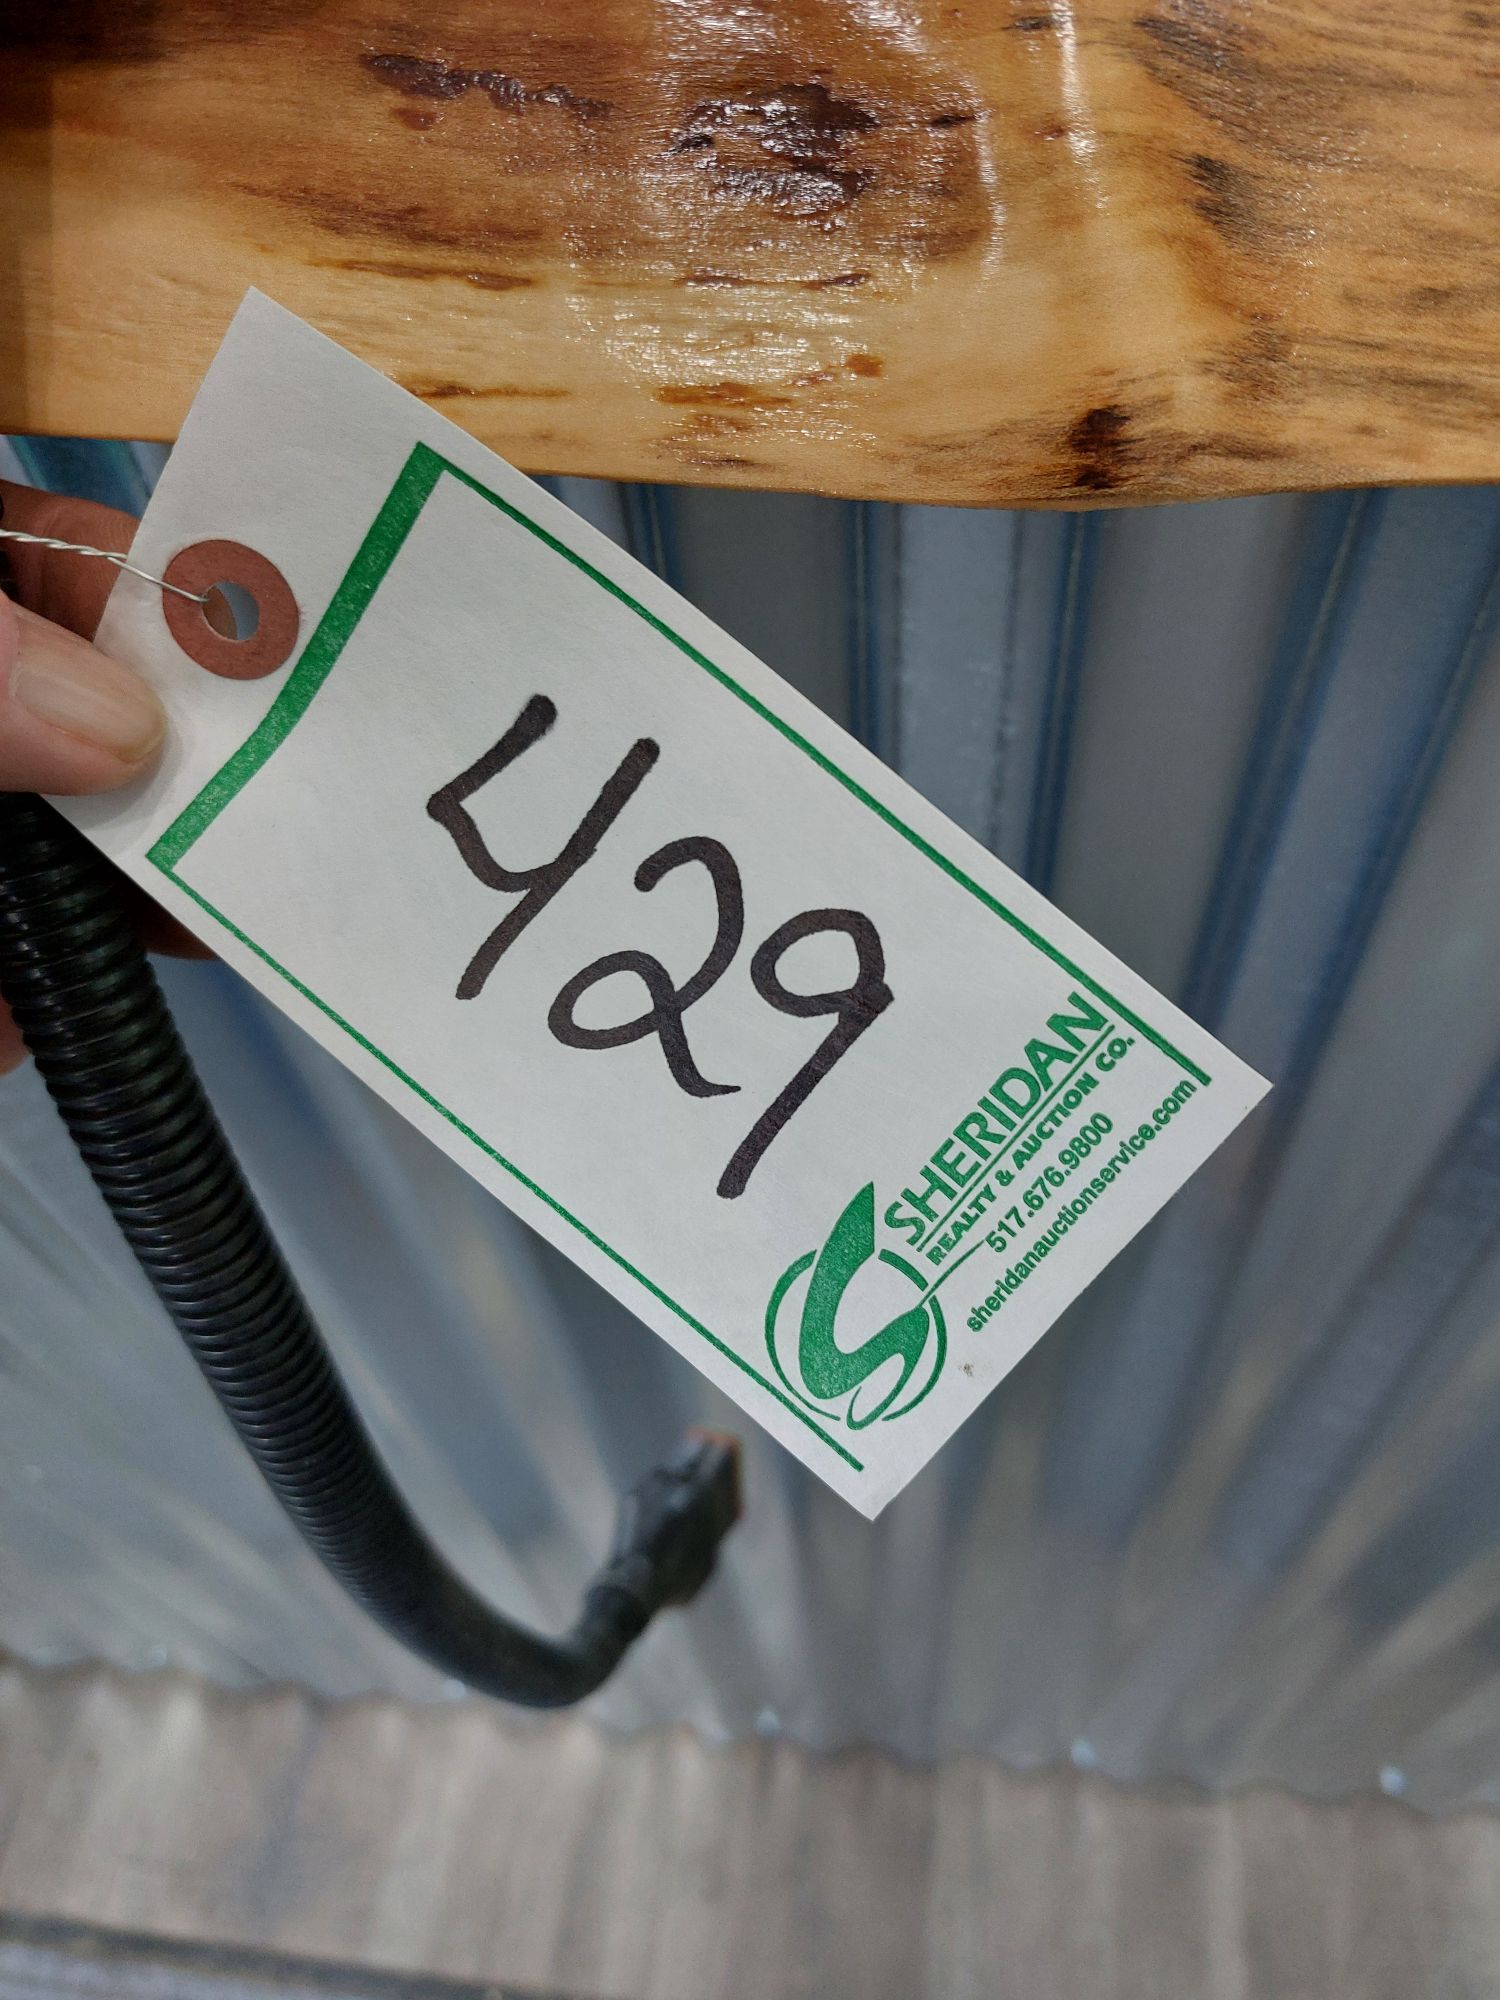 429
SHERIDAN
REALTY & AUCTION CO.
517.676.9800
sheridanauctionservice.com